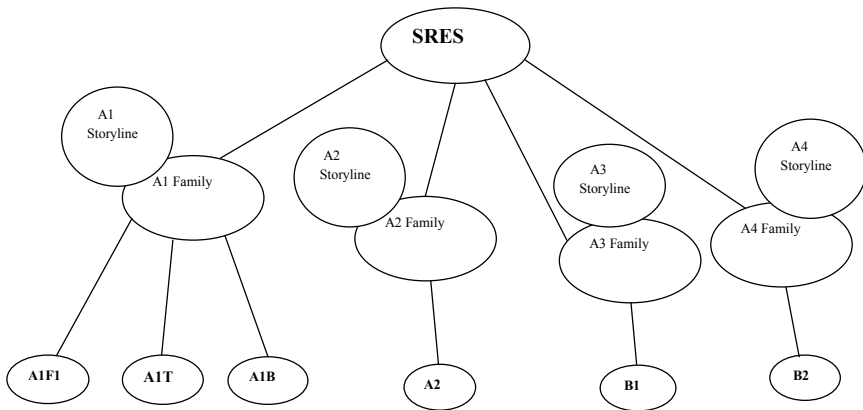 SRES
A1
Storyline
A1 Family
A2
Storyline
A2 Family
A3
Storyline
A3 Family
A4
Storyline
A4 Family
A1F1
A1T
A1B
A2
B1
B2